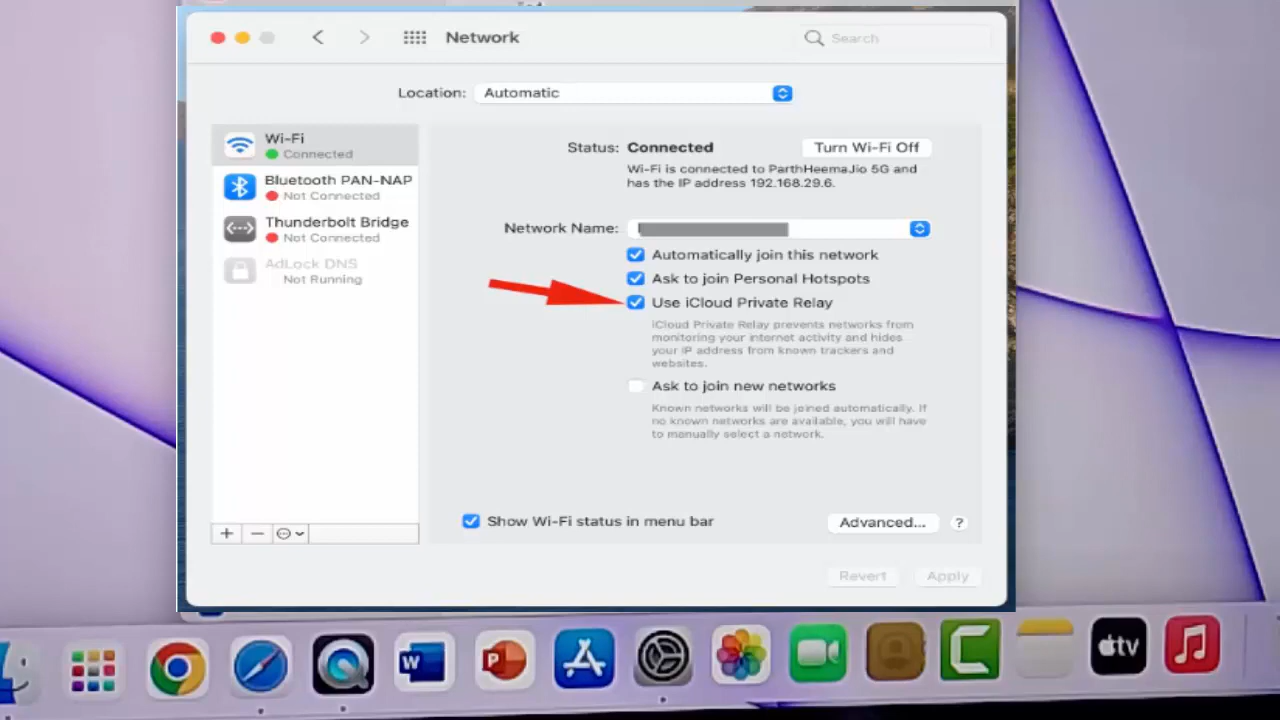 Network
Search
Location: Automatic
Wi-Fi
Connected
Bluetooth PAN-NAP
Not Connected
Thunderbolt Bridge
Not Connected
AdLock DNS
Not Running
Status: Connected
Turn Wi-Fi Off
Wi-Fi is connected to ParthHeemaJio 5G and
has the IP address 192.168.29.6.
Network Name:
Automatically join this network
Ask to join Personal Hotspots
Use iCloud Private Relay
iCloud Private Relay prevents networks from
monitoring your internet activity and hides
your IP address from known trackers and
websites.
Ask to join new networks
Known networks will be joined automatically. If
no known networks are available, you will have
to manually select a network.
Show Wi-Fi status in menu bar
Advanced...
?
Revert
Apply
W
P
tv